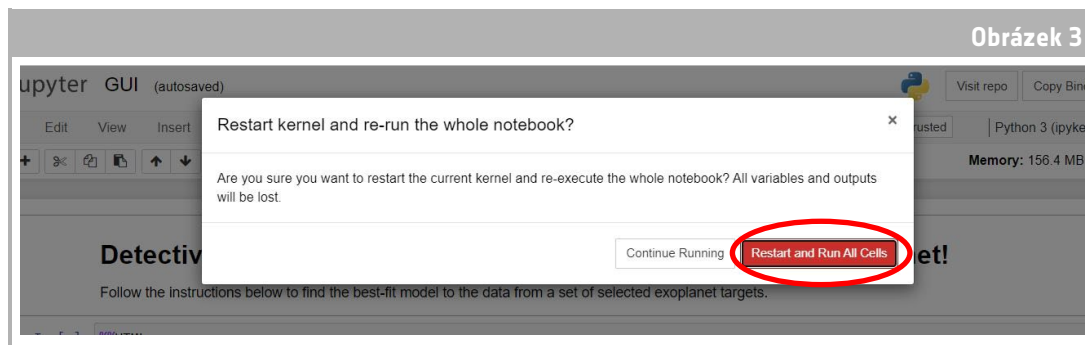 Obrázek 3
upyter GUI (autosaved)
Visit repo Copy Bin
Restart kernel and re-run the whole notebook?
×
Edit View Insert
rusted Python 3 (ipyke
Memory: 156.4 MB
Are you sure you want to restart the current kernel and re-execute the whole notebook? All variables and outputs
will be lost.
Continue Running Restart and Run All Cells
Detectiv et!
Follow the instructions below to find the best-fit model to the data from a set of selected exoplanet targets.